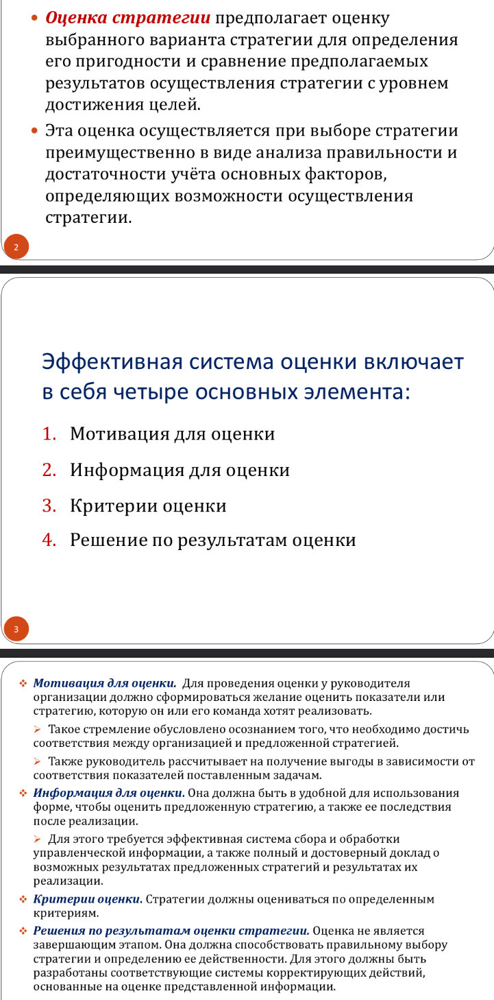 • Оценка стратегии предполагает оценку
выбранного варианта стратегии для определения
его пригодности и сравнение предполагаемых
результатов осуществления стратегии с уровнем
достижения целей.
• Эта оценка осуществляется при выборе стратегии
преимущественно в виде анализа правильности и
достаточности учёта основных факторов,
определяющих возможности осуществления
стратегии.
2
Эффективная система оценки включает
в себя четыре основных элемента:
1. Мотивация для оценки
2. Информация для оценки
3. Критерии оценки
4. Решение по результатам оценки
3
❖ Мотивация для оценки. Для проведения оценки у руководителя
организации должно сформироваться желание оценить показатели или
стратегию, которую он или его команда хотят реализовать.
➢ Такое стремление обусловлено осознанием того, что необходимо достичь
соответствия между организацией и предложенной стратегией.
➢ Также руководитель рассчитывает на получение выгоды в зависимости от
соответствия показателей поставленным задачам.
❖ Информация для оценки. Она должна быть в удобной для использования
форме, чтобы оценить предложенную стратегию, а также ее последствия
после реализации.
➢ Для этого требуется эффективная система сбора и обработки
управленческой информации, а также полный и достоверный доклад о
возможных результатах предложенных стратегий и результатах их
реализации.
❖ Критерии оценки. Стратегии должны оцениваться по определенным
критериям.
❖ Решения по результатам оценки стратегии. Оценка не является
завершающим этапом. Она должна способствовать правильному выбору
стратегии и определению ее действенности. Для этого должны быть
разработаны соответствующие системы корректирующих действий,
основанные на оценке представленной информации.